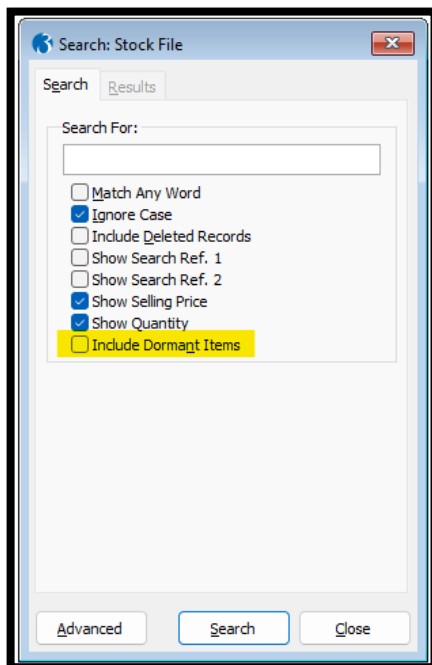 Search: Stock File
Search
Results
Search For:
Match Any Word
Ignore Case
Include Deleted Records
Show Search Ref. 1
Show Search Ref. 2
Show Selling Price
Show Quantity
Include Dormant Items
Advanced Search Close